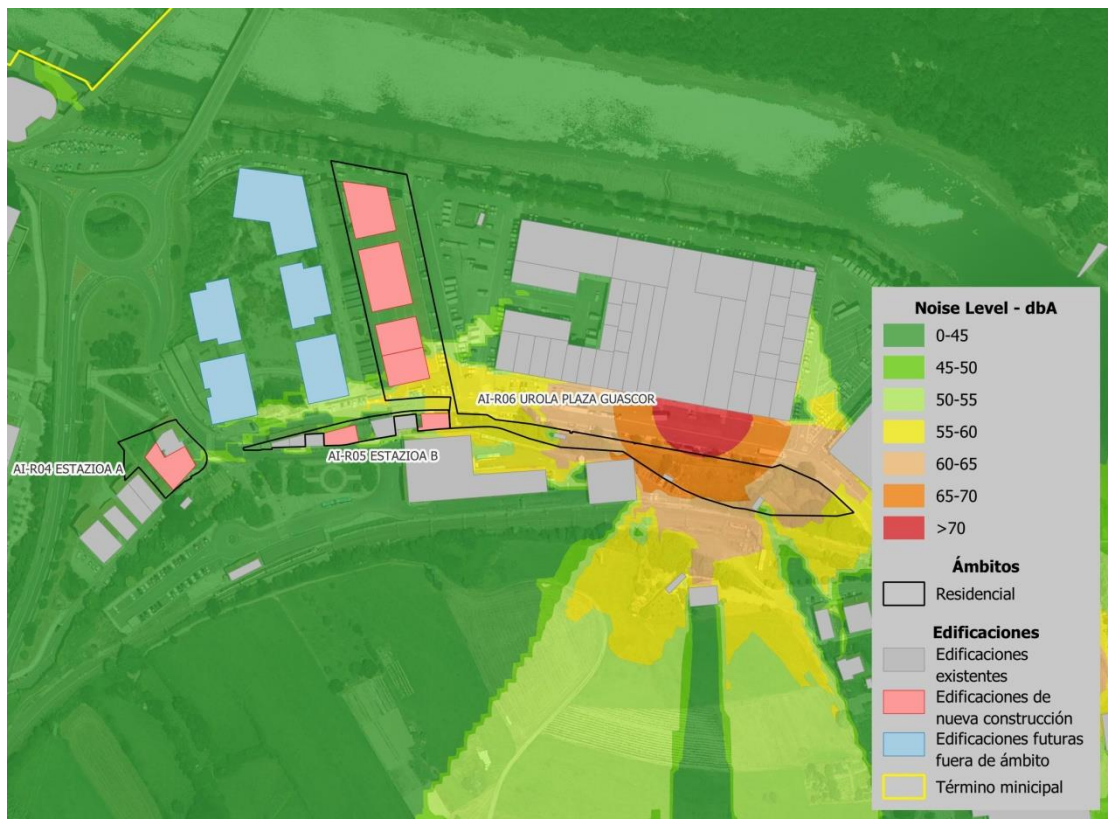 AI-R06 UROLA PLAZA GUASCOR
AI-R04 ESTAZIOA A
AI-R05 ESTAZIOA B
Noise Level - dbA
0-45
45-50
50-55
55-60
60-65
65-70
>70
Ámbitos
Residencial
Edificaciones
Edificaciones
existentes
Edificaciones de
nueva construcción
Edificaciones futuras
fuera de ámbito
Término minicipal